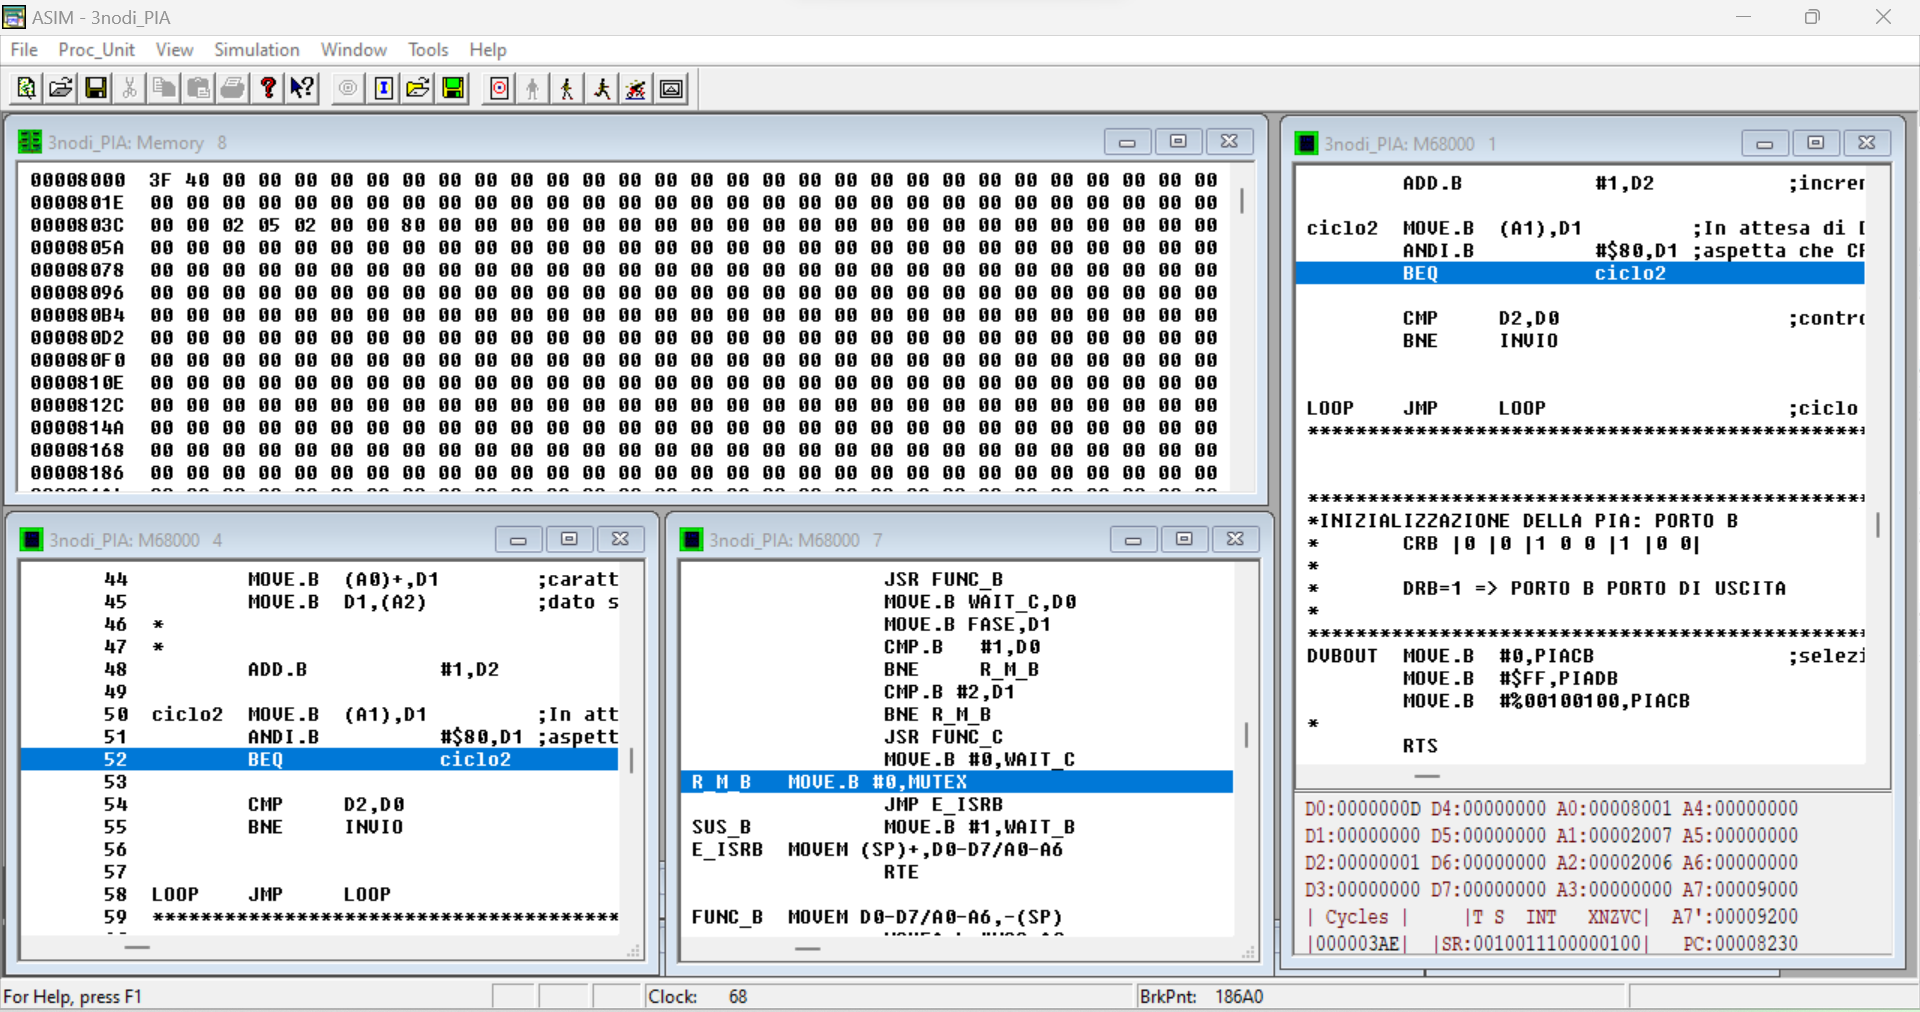 ASIM - 3nodi_PIA
File Proc_Unit View Simulation Window Tools Help
3nodi_PIA: Memory 8
00008000 3F 40 00 00 00 00 00 00 00 00 00 00 00 00 00 00 00 00 00 00 00 00 00 00 00 00 00 00 00 00
0000801E 00 00 00 00 00 00 00 00 00 00 00 00 00 00 00 00 00 00 00 00 00 00 00 00 00 00 00 00 00 00
0000803C 00 00 02 05 02 00 00 80 00 00 00 00 00 00 00 00 00 00 00 00 00 00 00 00 00 00 00 00 00 00
0000805A 00 00 00 00 00 00 00 00 00 00 00 00 00 00 00 00 00 00 00 00 00 00 00 00 00 00 00 00 00 00
00008078 00 00 00 00 00 00 00 00 00 00 00 00 00 00 00 00 00 00 00 00 00 00 00 00 00 00 00 00 00 00
00008096 00 00 00 00 00 00 00 00 00 00 00 00 00 00 00 00 00 00 00 00 00 00 00 00 00 00 00 00 00 00
000080B4 00 00 00 00 00 00 00 00 00 00 00 00 00 00 00 00 00 00 00 00 00 00 00 00 00 00 00 00 00 00
000080D2 00 00 00 00 00 00 00 00 00 00 00 00 00 00 00 00 00 00 00 00 00 00 00 00 00 00 00 00 00 00
000080F0 00 00 00 00 00 00 00 00 00 00 00 00 00 00 00 00 00 00 00 00 00 00 00 00 00 00 00 00 00 00
0000810E 00 00 00 00 00 00 00 00 00 00 00 00 00 00 00 00 00 00 00 00 00 00 00 00 00 00 00 00 00 00
0000812C 00 00 00 00 00 00 00 00 00 00 00 00 00 00 00 00 00 00 00 00 00 00 00 00 00 00 00 00 00 00
0000814A 00 00 00 00 00 00 00 00 00 00 00 00 00 00 00 00 00 00 00 00 00 00 00 00 00 00 00 00 00 00
00008168 00 00 00 00 00 00 00 00 00 00 00 00 00 00 00 00 00 00 00 00 00 00 00 00 00 00 00 00 00 00
00008186 00 00 00 00 00 00 00 00 00 00 00 00 00 00 00 00 00 00 00 00 00 00 00 00 00 00 00 00 00 00
3nodi_PIA: M68000 4
44 MOVE.B (A0)+,D1 ;caratt
45 MOVE.B D1,(A2) ;dato s
46 *
47 *
48 ADD.B #1,D2
49
50 ciclo2 MOVE.B (A1),D1 ;In att
51 ANDI.B #$80,D1 ;aspett
52 BEQ ciclo2
53
54 CMP D2,D0
55 BNE INVIO
56
57
58 LOOP JMP LOOP
59 ***************************************
3nodi_PIA: M68000 7
JSR FUNC_B
MOVE.B WAIT_C,D0
MOVE.B FASE,D1
CMP.B #1,D0
BNE R_M_B
CMP.B #2,D1
BNE R_M_B
JSR FUNC_C
MOVE.B #0,WAIT_C
R_M_B MOVE.B #0,MUTEX
JMP E_ISRB
SUS_B MOVE.B #1,WAIT_B
E_ISRB MOVEM (SP)+,D0-D7/A0-A6
RTE
FUNC_B MOVEM D0-D7/A0-A6,-(SP)
3nodi_PIA: M68000 1
ADD.B #1,D2 ;increm
ciclo2 MOVE.B (A1),D1 ;In attesa di
ANDI.B #$80,D1 ;aspetta che
BEQ ciclo2
CMP D2,D0 ;contro
BNE INVIO
LOOP JMP LOOP ;ciclo
***********************************************
***********************************************
*INIZIALIZZAZIONE DELLA PIA: PORTO B
* CRB |0 |0 |1 0 0 |1 |0 0|
*
* DRB=1 => PORTO B PORTO DI USCITA
*
***********************************************
DVBOUT MOVE.B #0,PIACB ;selezi
MOVE.B #$FF,PIADB
MOVE.B #%00100100,PIACB
*
RTS
D0:0000000D D4:00000000 A0:00008001 A4:00000000
D1:00000000 D5:00000000 A1:00002007 A5:00000000
D2:00000001 D6:00000000 A2:00002006 A6:00000000
D3:00000000 D7:00000000 A3:00000000 A7:00009000
| Cycles | |T S INT XNZVC| A7':00009200
|000003AE| |SR:0010011100000100| PC:00008230
For Help, press F1
Clock: 68
BrkPnt: 186A0